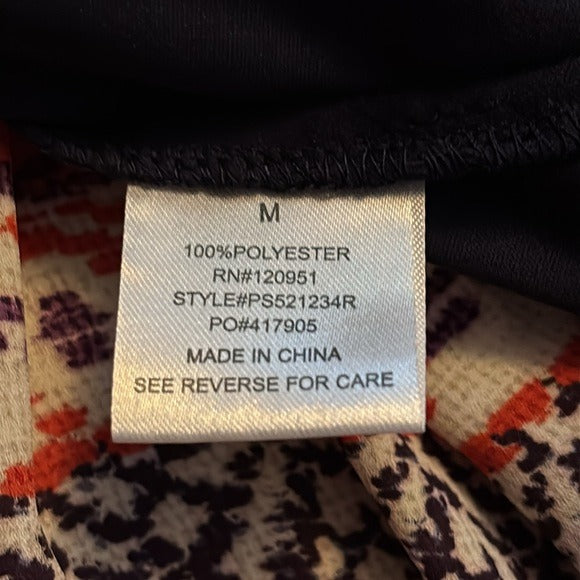 M
100%POLYESTER
RN#120951
STYLE#PS521234R
PO#417905
MADE IN CHINA
SEE REVERSE FOR CARE